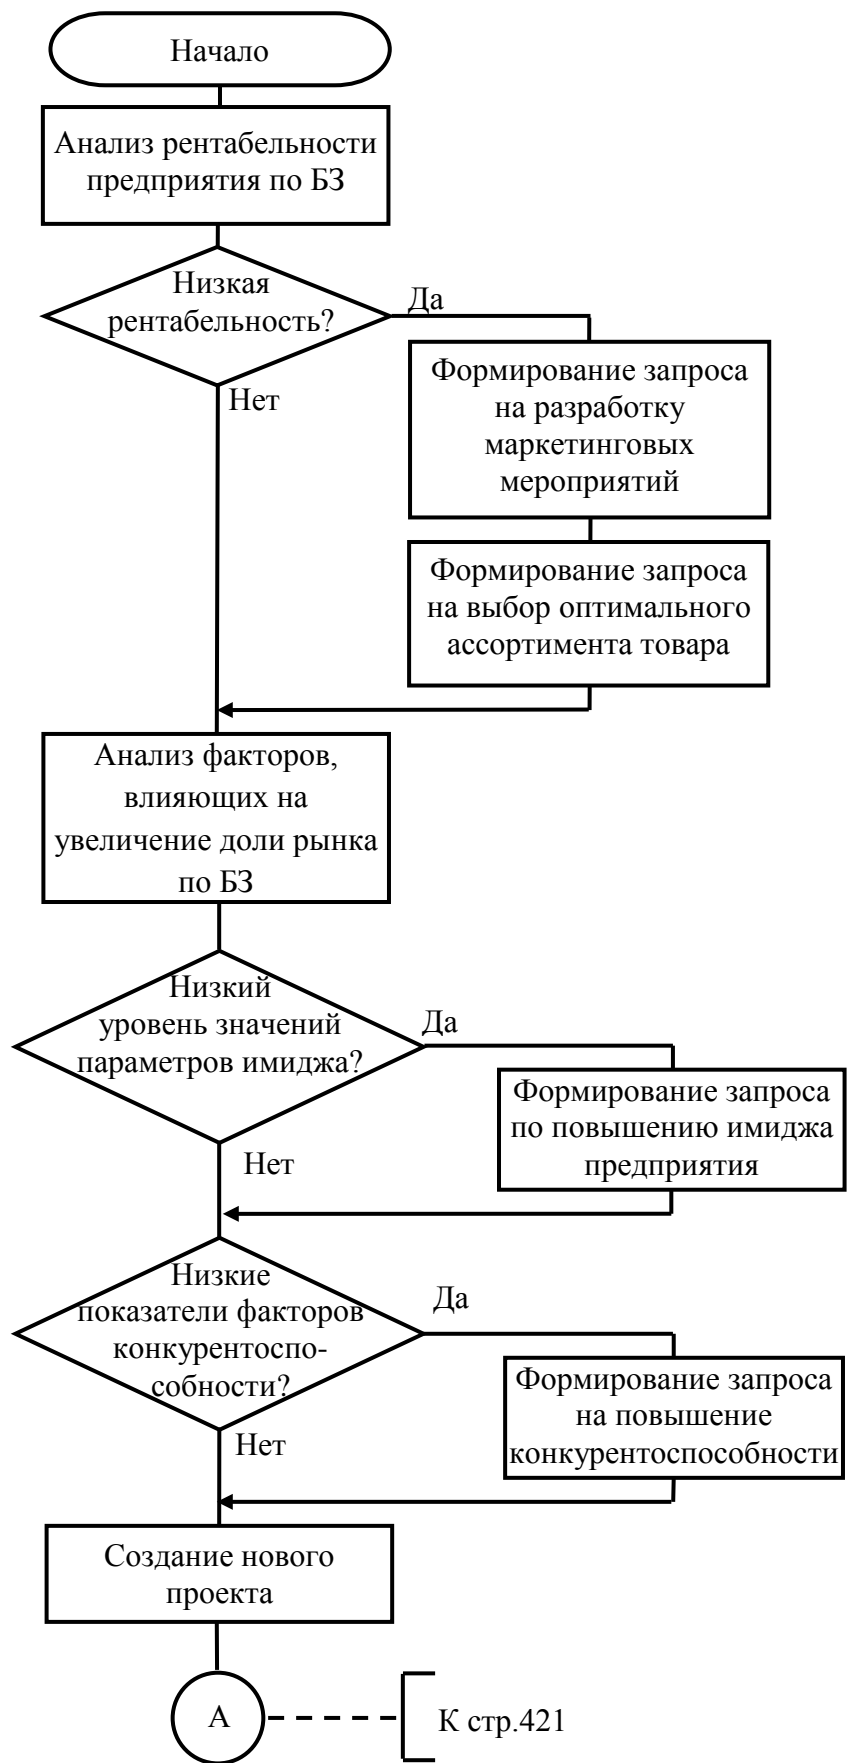 Начало
Анализ рентабельности
предприятия по БЗ
Низкая
рентабельность?
Да
Нет
Формирование запроса
на разработку
маркетинговых
мероприятий
Формирование запроса
на выбор оптимального
ассортимента товара
Анализ факторов,
влияющих на
увеличение доли рынка
по БЗ
Низкий
уровень значений
параметров имиджа?
Да
Нет
Формирование запроса
по повышению имиджа
предприятия
Низкие
показатели факторов
конкурентоспо-
собности?
Да
Нет
Формирование запроса
на повышение
конкурентоспособности
Создание нового
проекта
А
К стр.421